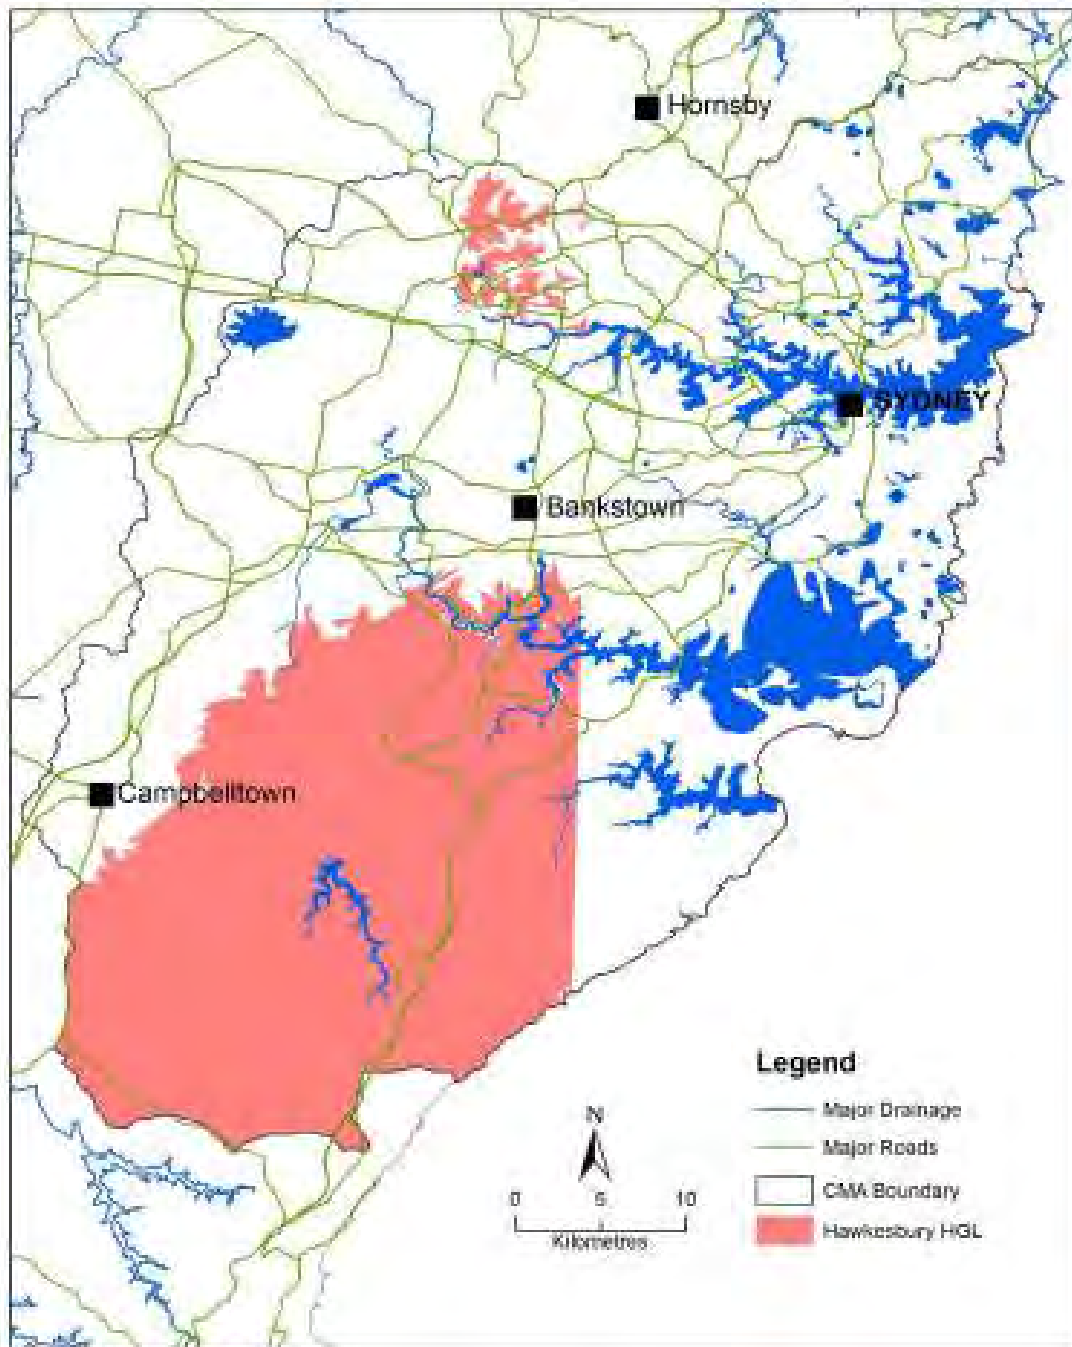 Hornsby
SYDNEY
Bankstown
Campbelltown
Legend
Major Drainage
Major Roads
CMA Boundary
Hawkesbury HGL
N
0 5 10
Kilometres